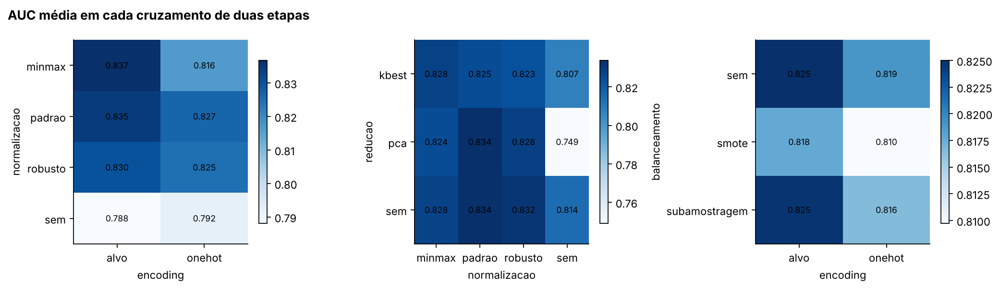 AUC média em cada cruzamento de duas etapas
normalizacao
minmax
padrao
robusto
sem
0.837 0.816
0.835 0.827
0.830 0.825
0.788 0.792
alvo onehot
encoding
0.83
0.82
0.81
0.80
0.79
reducao
kbest
pca
sem
0.828 0.825 0.823 0.807
0.824 0.834 0.828 0.749
0.828 0.834 0.832 0.814
minmax padrao robusto sem
normalizacao
0.82
0.80
0.78
0.76
balanceamento
sem
smote
subamostragem
0.825 0.819
0.818 0.810
0.825 0.816
alvo onehot
encoding
0.8250
0.8225
0.8200
0.8175
0.8150
0.8125
0.8100